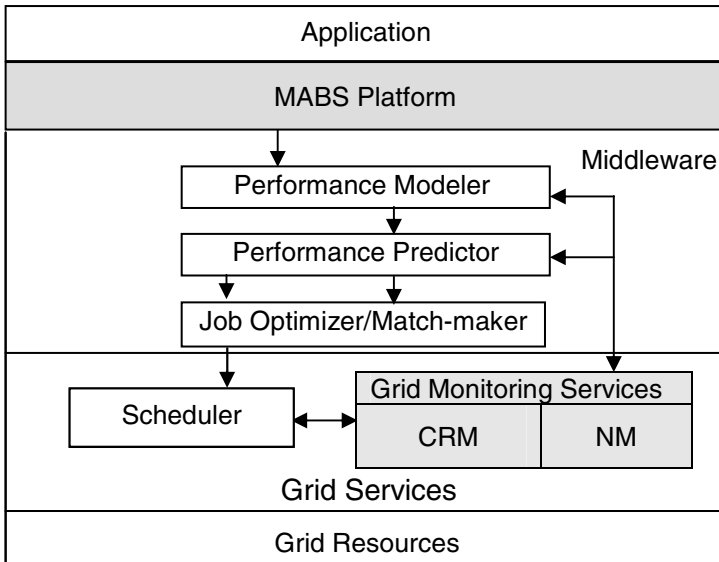 Application
MABS Platform
Middleware
Performance Modeler
Performance Predictor
Job Optimizer/Match-maker
Grid Monitoring Services
Scheduler
CRM
NM
Grid Services
Grid Resources